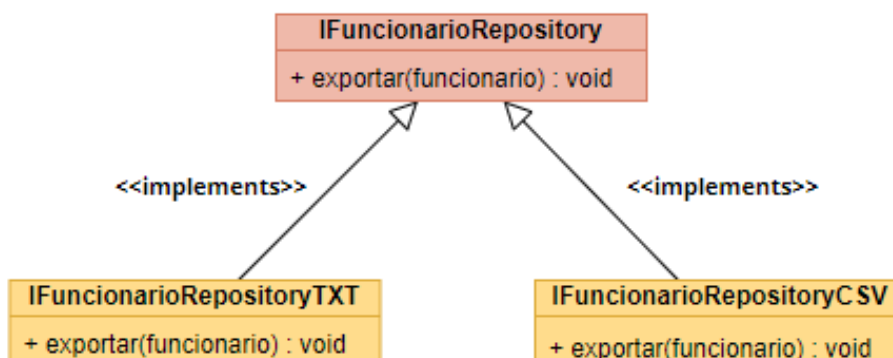 IFuncionarioRepository
+ exportar(funcionario) : void
<<implements>>
<<implements>>
IFuncionarioRepositoryTXT
+ exportar(funcionario) : void
IFuncionarioRepositoryCSV
+ exportar(funcionario) : void